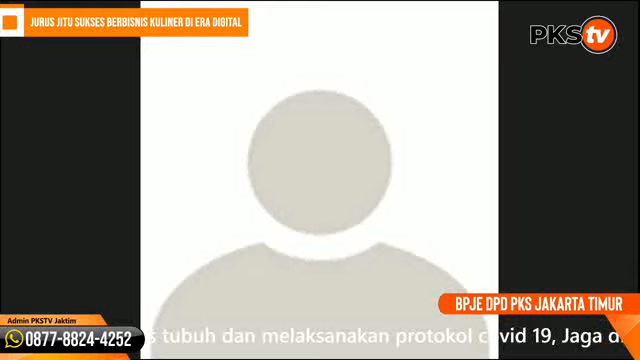 JURUS JITU SUKSES BERBISNIS KULINER DI ERA DIGITAL
PKStv
BPJE DPD PKS JAKARTA TIMUR
Admin PKSTV Jaktim
0877-8824-4252
tubuh dan melaksanakan protokol covid 19, Jaga